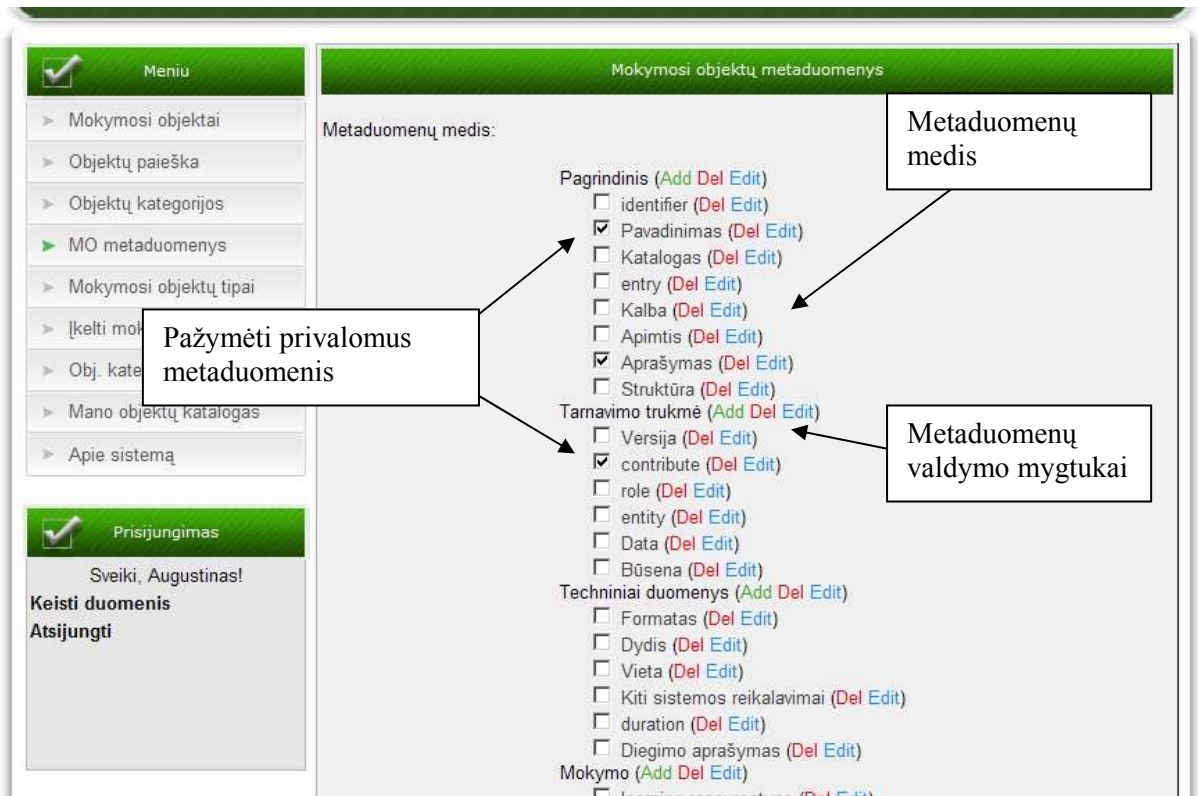 Meniu
Mokymosi objektai
Objektų paieška
Objektų kategorijos
MO metaduomenys
Mokymosi objektų tipai
Įkelti
Obj.
Mano objektų katalogas
Apie sistemą
Prisijungimas
Sveiki, Augustinas!
Keisti duomenis
Atsijungti
Mokymosi objektų metaduomenys
Metaduomenų medis:
Pagrindinis (Add Del Edit)
identifier (Del Edit)
Pavadinimas (Del Edit)
Katalogas (Del Edit)
entry (Del Edit)
Kalba (Del Edit)
Apimtis (Del Edit)
Aprašymas (Del Edit)
Struktūra (Del Edit)
Tarnavimo trukmė (Add Del Edit)
Versija (Del Edit)
contribute (Del Edit)
role (Del Edit)
entity (Del Edit)
Data (Del Edit)
Būsena (Del Edit)
Techniniai duomenys (Add Del Edit)
Formatas (Del Edit)
Dydis (Del Edit)
Vieta (Del Edit)
Kiti sistemos reikalavimai (Del Edit)
duration (Del Edit)
Diegimo aprašymas (Del Edit)
Mokymo (Add Del Edit)
Metaduomenų
medis
Pažymėti privalomus
metaduomenis
Metaduomenų
valdymo mygtukai